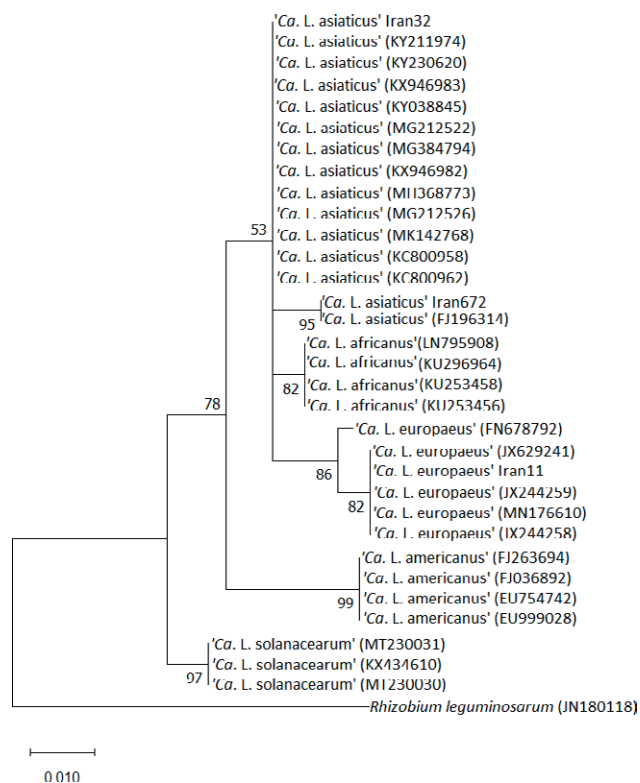 'Ca. L. asiaticus' Iran32
'Ca. L. asiaticus' (KY211974)
'Ca. L. asiaticus' (KY230620)
'Ca. L. asiaticus' (KX946983)
'Ca. L. asiaticus' (KY038845)
'Ca. L. asiaticus' (MG212522)
'Ca. L. asiaticus' (MG384794)
'Ca. L. asiaticus' (KX946982)
'Ca. L. asiaticus' (MH368773)
'Ca. L. asiaticus' (MG212526)
53
'Ca. L. asiaticus' (MK142768)
'Ca. L. asiaticus' (KC800958)
'Ca. L. asiaticus' (KC800962)
'Ca. L. asiaticus' Iran672
95
'Ca. L. asiaticus' (FJ196314)
'Ca. L. africanus'(LN795908)
'Ca. L. africanus' (KU296964)
82
'Ca. L. africanus' (KU253458)
'Ca. L. africanus' (KU253456)
78
'Ca. L. europaeus' (FN678792)
'Ca. L. europaeus' (JX629241)
86
'Ca. L. europaeus' Iran11
'Ca. L. europaeus' (JX244259)
82
'Ca. L. europaeus' (MN176610)
'Ca. L. europaeus' (JX244258)
'Ca. L. americanus' (FJ263694)
'Ca. L. americanus' (FJ036892)
'Ca. L. americanus' (EU754742)
99
'Ca. L. americanus' (EU999028)
'Ca. L. solanacearum' (MT230031)
'Ca. L. solanacearum' (KX434610)
97
'Ca. L. solanacearum' (MT230030)
Rhizobium leguminosarum (JN180118)
0.010